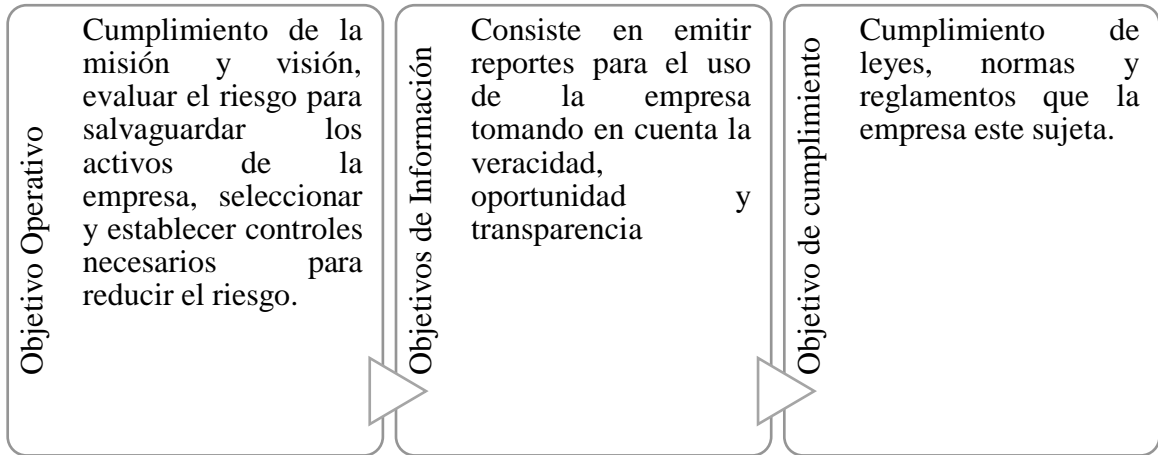 Objetivo Operativo
Cumplimiento de la
misión y visión,
evaluar el riesgo para
salvaguardar los
activos de la
empresa, seleccionar
y establecer controles
necesarios para
reducir el riesgo.
Objetivos de Información
Consiste en emitir
reportes para el uso
de la empresa
tomando en cuenta la
veracidad,
oportunidad y
transparencia
Objetivo de cumplimiento
Cumplimiento de
leyes, normas y
reglamentos que la
empresa este sujeta.